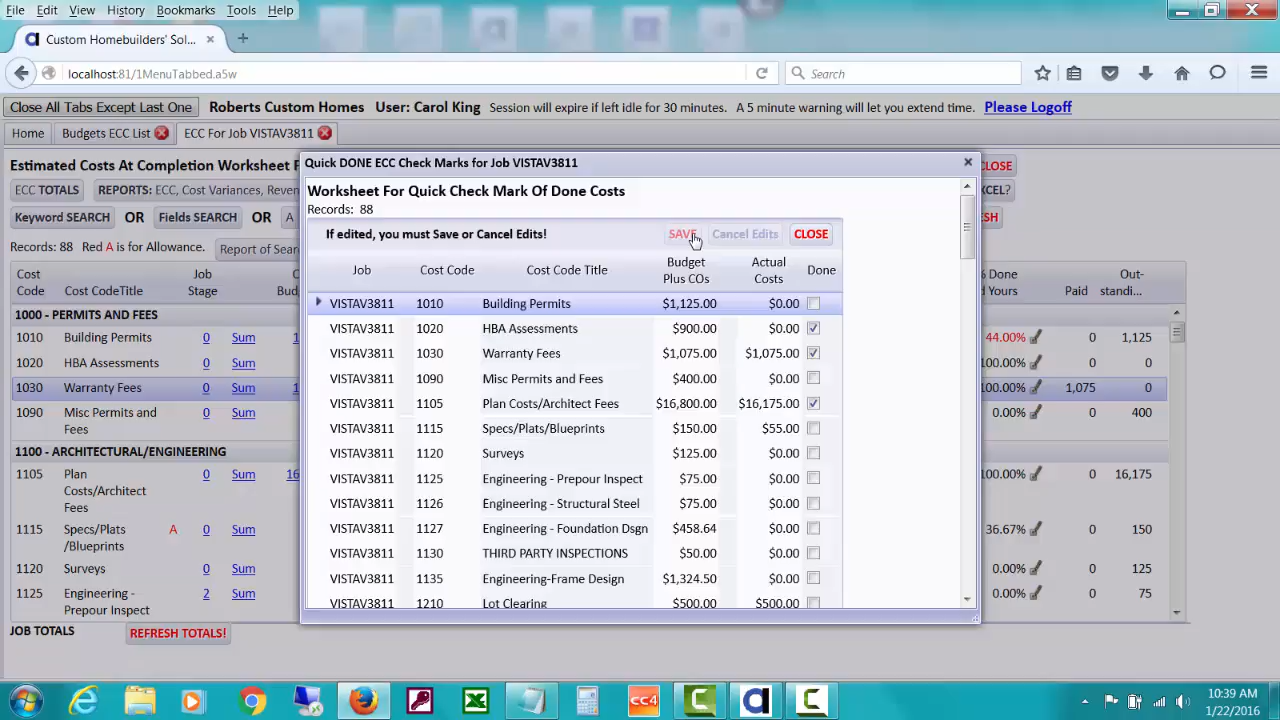 File Edit View History Bookmarks Tools Help
Custom Homebuilders' Sol...
localhost:81/1MenuTabbed.a5w
Search
Close All Tabs Except Last One Roberts Custom Homes User: Carol King Session will expire if left idle for 30 minutes. A 5 minute warning will let you extend time. Please Logoff
Home Budgets ECC List ECC For Job VISTAV3811
Estimated Costs At Completion Worksheet F CLOSE
ECC TOTALS REPORTS: ECC, Cost Variances, Reven EXCEL?
Keyword SEARCH OR Fields SEARCH OR A ESH
Records: 88 Red A is for Allowance. Report of Sear
Cost Code Cost CodeTitle Job Stage C Bud % Done d Yours Paid Out-standi...
1000 - PERMITS AND FEES
1010 Building Permits 0 Sum 1 44.00% 0 1,125
1020 HBA Assessments 0 Sum 100.00% 0 0
1030 Warranty Fees 0 Sum 1 100.00% 1,075 0
1090 Misc Permits and Fees 0 Sum 0.00% 0 400
1100 - ARCHITECTURAL/ENGINEERING
1105 Plan Costs/Architect Fees 0 Sum 16 100.00% 0 16,175
1115 Specs/Plats/Blueprints A 0 Sum 36.67% 0 150
1120 Surveys 0 Sum 0.00% 0 125
1125 Engineering - Prepour Inspect 2 Sum 0.00% 0 75
JOB TOTALS REFRESH TOTALS!
Quick DONE ECC Check Marks for Job VISTAV3811
Worksheet For Quick Check Mark Of Done Costs
Records: 88
If edited, you must Save or Cancel Edits! SAVE Cancel Edits CLOSE
Job Cost Code Cost Code Title Budget Plus COs Actual Costs Done
VISTAV3811 1010 Building Permits $1,125.00 $0.00
VISTAV3811 1020 HBA Assessments $900.00 $0.00
VISTAV3811 1030 Warranty Fees $1,075.00 $1,075.00
VISTAV3811 1090 Misc Permits and Fees $400.00 $0.00
VISTAV3811 1105 Plan Costs/Architect Fees $16,800.00 $16,175.00
VISTAV3811 1115 Specs/Plats/Blueprints $150.00 $55.00
VISTAV3811 1120 Surveys $125.00 $0.00
VISTAV3811 1125 Engineering - Prepour Inspect $75.00 $0.00
VISTAV3811 1126 Engineering - Structural Steel $75.00 $0.00
VISTAV3811 1127 Engineering - Foundation Dsgn $458.64 $0.00
VISTAV3811 1130 THIRD PARTY INSPECTIONS $50.00 $0.00
VISTAV3811 1135 Engineering-Frame Design $1,324.50 $0.00
VISTAV3811 1210 Lot Clearing $500.00 $500.00
CC4
10:39 AM
1/22/2016